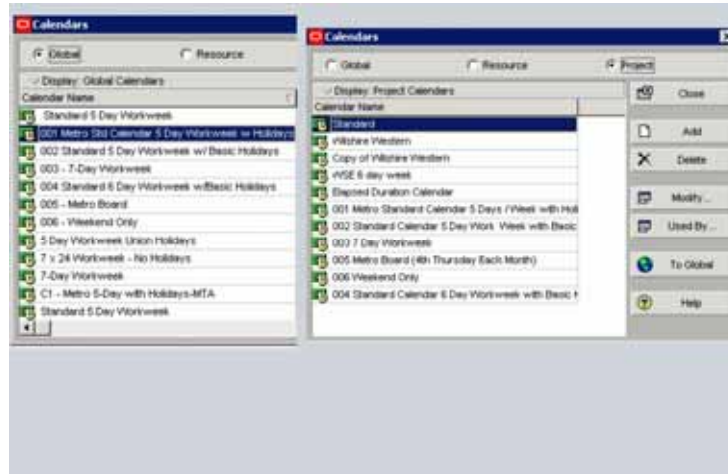 Calendars
Global
Resource
Display: Global Calendars
Calendar Name
Standard 5 Day Workweek
001 Metro Std Calendar 5 Day Workweek w Holidays
002 Standard 5 Day Workweek w/ Basic Holidays
003 - 7-Day Workweek
004 Standard 6 Day Workweek w/Basic Holidays
005 - Metro Board
006 - Weekend Only
5 Day Workweek Union Holidays
7 x 24 Workweek - No Holidays
7-Day Workweek
C1 - Metro 5-Day with Holidays-MTA
Standard 5 Day Workweek
Calendars
Global
Resource
Project
Display: Project Calendars
Calendar Name
Standard
Wilshire Western
Copy of Wilshire Western
WSE 6 day week
Elapsed Duration Calendar
001 Metro Standard Calendar 5 Days / Week with Holi
002 Standard Calendar 5 Day Work Week with Basic
003 7 Day Workweek
005 Metro Board (4th Thursday Each Month)
006 Weekend Only
004 Standard Calendar 6 Day Workweek with Basic H
Close
Add
Delete
Modify...
Used By...
To Global
Help